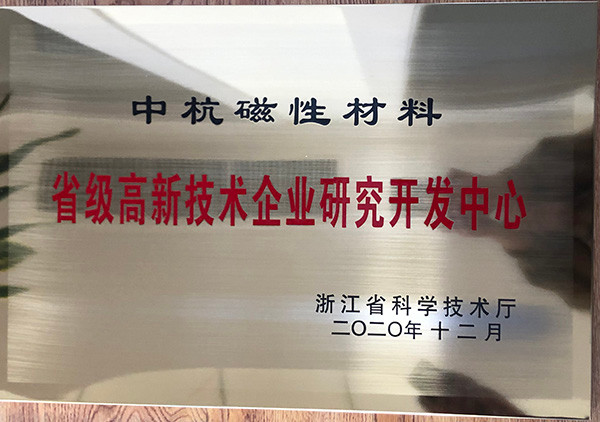 中杭磁性材料
省级高新技术企业研究开发中心
浙江省科学技术厅
二〇二〇年十二月